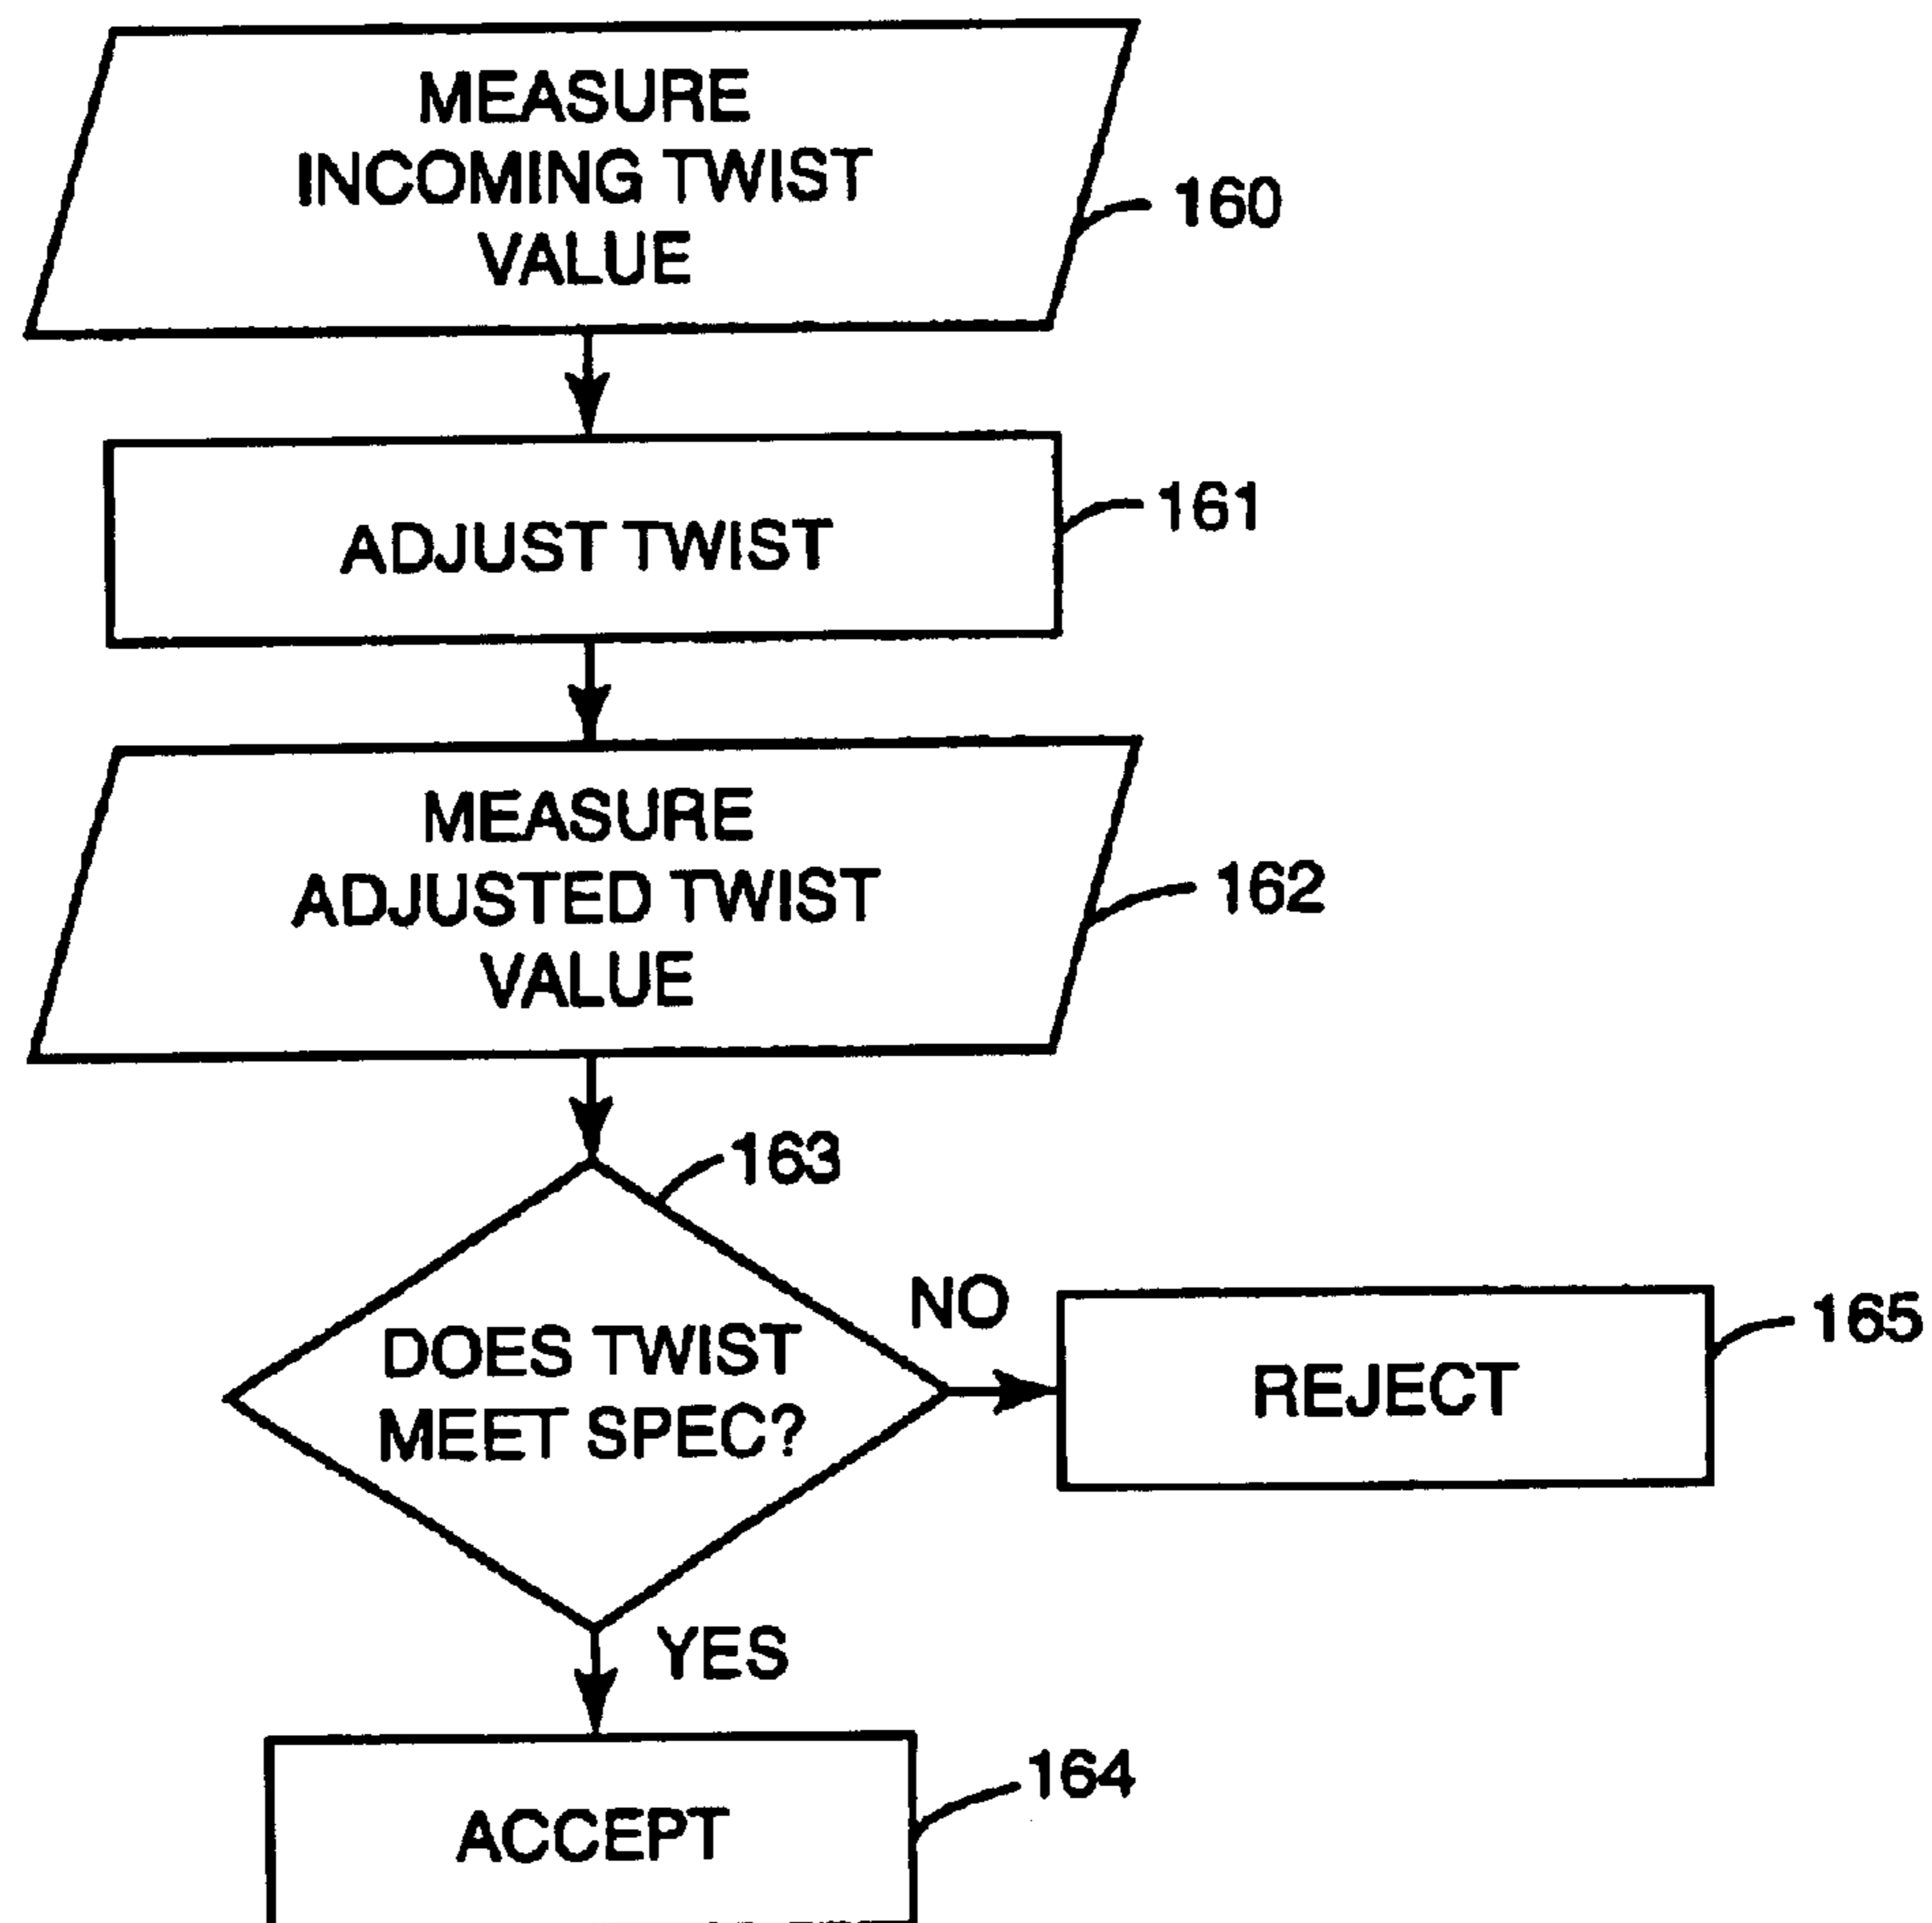 MEASURE
INCOMING TWIST
VALUE
160
ADJUST TWIST
161
MEASURE
ADJUSTED TWIST
VALUE
162
163
DOES TWIST
MEET SPEC?
NO
REJECT
165
YES
ACCEPT
164